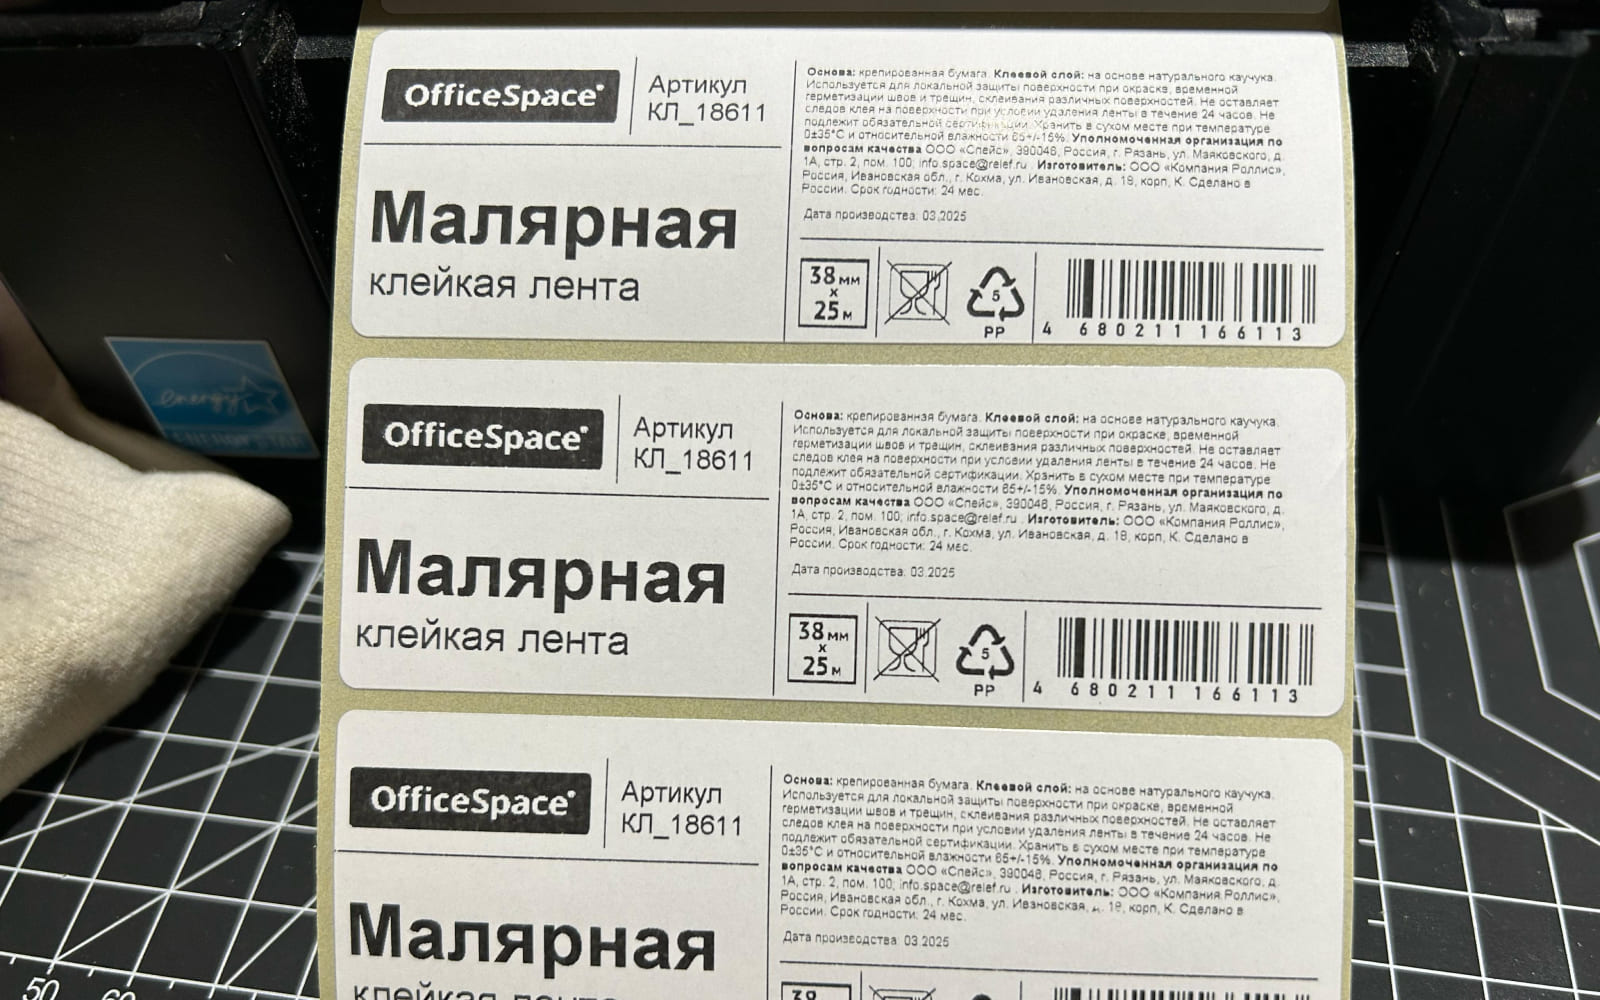 OfficeSpace
Артикул
КЛ_18611
Малярная
клейкая лента
Основа: крепированная бумага. Клеевой слой: на основе натурального каучука.
Используется для локальной защиты поверхности при окраске, временной
герметизации швов и трещин, склеивания различных поверхностей. Не оставляет
следов клея на поверхности при условии удаления ленты в течение 24 часов. Не
подлежит обязательной сертификации. Хранить в сухом месте при температуре
0±35°С и относительной влажности 65+/-15%. Уполномоченная организация по
вопросам качества ООО «Спейс», 390048, Россия, г. Рязань, ул. Маяковского, д.
1А, стр. 2, пом. 100; info.space@relef.ru . Изготовитель: ООО «Компания Роллис»,
Россия, Ивановская обл., г. Кохма, ул. Ивановская, д. 18, корп. К. Сделано в
России. Срок годности: 24 мес.
Дата производства: 03.2025
38 мм
х
25 м
5
PP
4 680211 166113
energy
ENERGY STAR
OfficeSpace
Артикул
КЛ_18611
Малярная
клейкая лента
Основа: крепированная бумага. Клеевой слой: на основе натурального каучука.
Используется для локальной защиты поверхности при окраске, временной
герметизации швов и трещин, склеивания различных поверхностей. Не оставляет
следов клея на поверхности при условии удаления ленты в течение 24 часов. Не
подлежит обязательной сертификации. Хранить в сухом месте при температуре
0±35°С и относительной влажности 65+/-15%. Уполномоченная организация по
вопросам качества ООО «Спейс», 390048, Россия, г. Рязань, ул. Маяковского, д.
1А, стр. 2, пом. 100; info.space@relef.ru . Изготовитель: ООО «Компания Роллис»,
Россия, Ивановская обл., г. Кохма, ул. Ивановская, д. 18, корп. К. Сделано в
России. Срок годности: 24 мес.
Дата производства: 03.2025
38 мм
х
25 м
5
PP
4 680211 166113
OfficeSpace
Артикул
КЛ_18611
Малярная
клейкая лента
Основа: крепированная бумага. Клеевой слой: на основе натурального каучука.
Используется для локальной защиты поверхности при окраске, временной
герметизации швов и трещин, склеивания различных поверхностей. Не оставляет
следов клея на поверхности при условии удаления ленты в течение 24 часов. Не
подлежит обязательной сертификации. Хранить в сухом месте при температуре
0±35°С и относительной влажности 65+/-15%. Уполномоченная организация по
вопросам качества ООО «Спейс», 390048, Россия, г. Рязань, ул. Маяковского, д.
1А, стр. 2, пом. 100; info.space@relef.ru . Изготовитель: ООО «Компания Роллис»,
Россия, Ивановская обл., г. Кохма, ул. Ивановская, д. 18, корп. К. Сделано в
России. Срок годности: 24 мес.
Дата производства: 03.2025
38
50 60